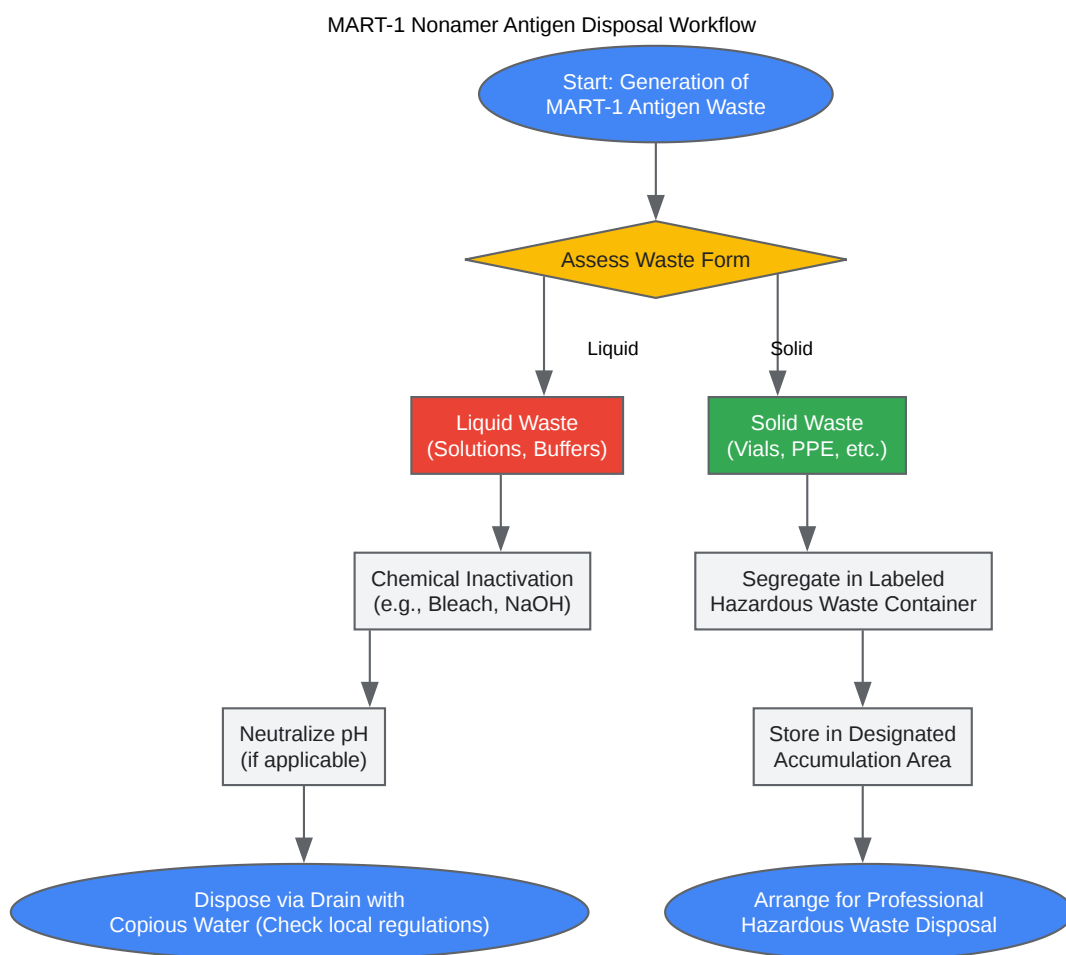 MART-1 Nonamer Antigen Disposal Workflow
Start: Generation of
MART-1 Antigen Waste
Assess Waste Form
Liquid
Solid
Liquid Waste
(Solutions, Buffers)
Solid Waste
(Vials, PPE, etc.)
Chemical Inactivation
(e.g., Bleach, NaOH)
Segregate in Labeled
Hazardous Waste Container
Neutralize pH
(if applicable)
Store in Designated
Accumulation Area
Dispose via Drain with
Copious Water (Check local regulations)
Arrange for Professional
Hazardous Waste Disposal